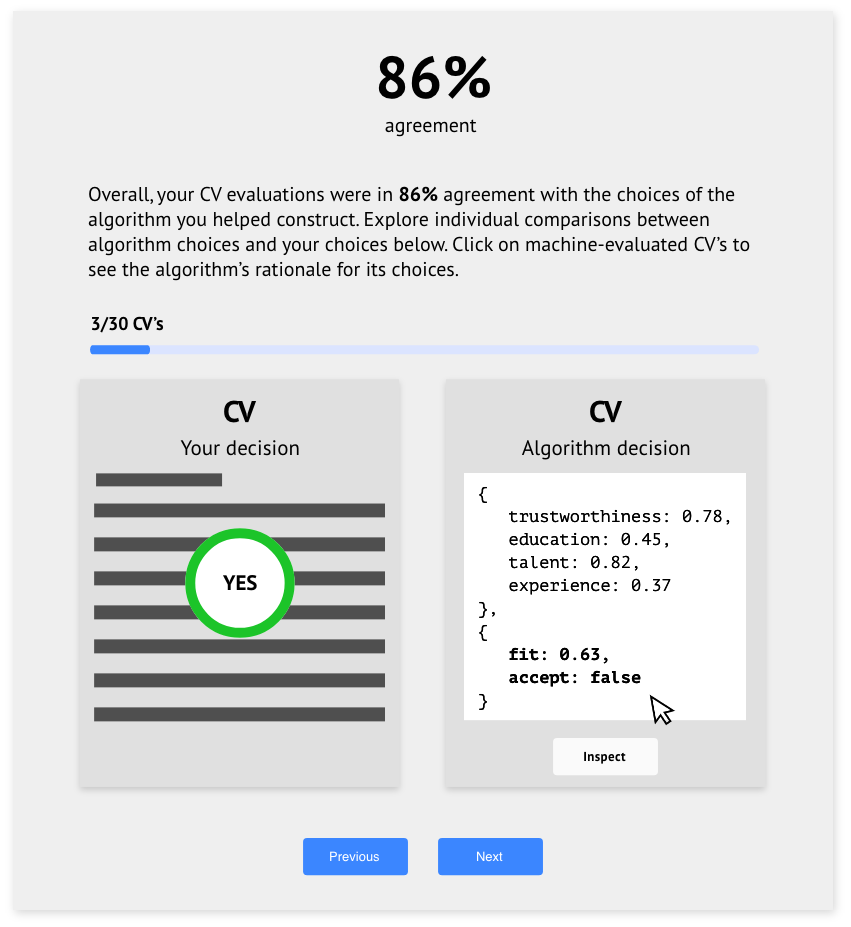 86%
agreement
Overall, your CV evaluations were in 86% agreement with the choices of the
algorithm you helped construct. Explore individual comparisons between
algorithm choices and your choices below. Click on machine-evaluated CV’s to
see the algorithm’s rationale for its choices.
3/30 CV’s
CV
Your decision
YES
CV
Algorithm decision
{
trustworthiness: 0.78,
education: 0.45,
talent: 0.82,
experience: 0.37
},
{
fit: 0.63,
accept: false
}
Inspect
Previous
Next